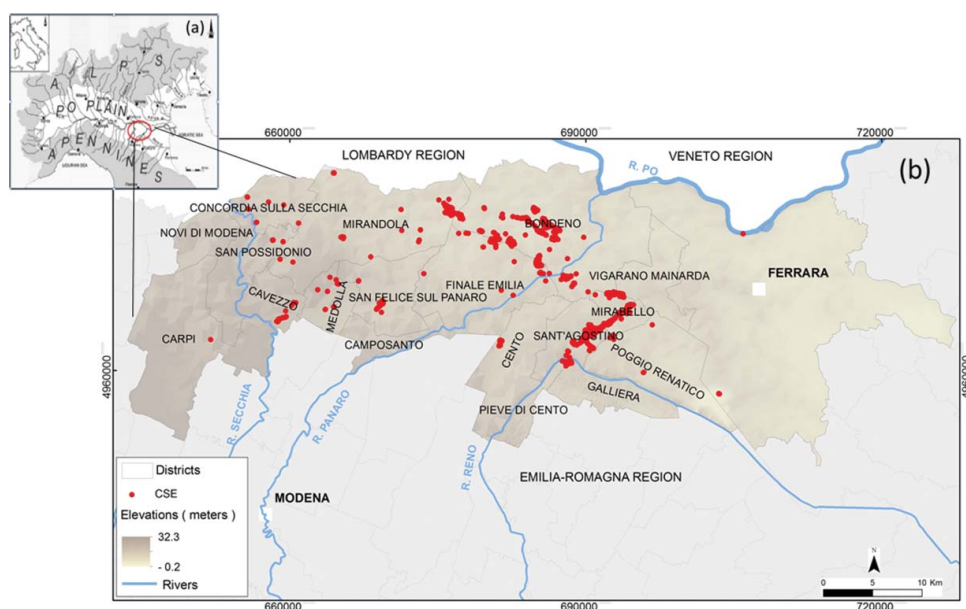 (a)
ALPS
PO PLAIN
APENNINES
LIGURIAN SEA
ADRIATIC SEA
660000
690000
720000
LOMBARDY REGION
VENETO REGION
R. PO
(b)
CONCORDIA SULLA SECCHIA
NOVI DI MODENA
MIRANDOLA
BONDENO
SAN POSSIDONIO
VIGARANO MAINARDA
FERRARA
FINALE EMILIA
CAVEZZO
MEDOLLA
SAN FELICE SUL PANARO
MIRABELLO
SANT'AGOSTINO
CARPI
CAMPOSANTO
CENTO
POGGIO RENATICO
4960000
4960000
GALLIERA
PIEVE DI CENTO
R. SECCHIA
R. PANARO
R. RENO
EMILIA-ROMAGNA REGION
MODENA
Districts
CSE
Elevations ( meters )
32.3
- 0.2
Rivers
N
0 5 10 Km
660000
690000
720000